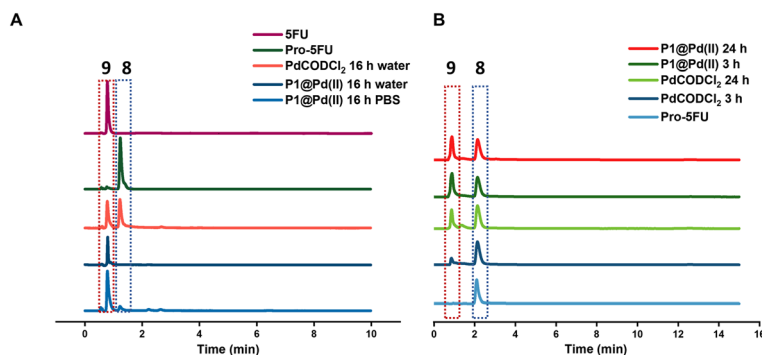 A
5FU
Pro-5FU
PdCODCl₂ 16 h water
P1@Pd(II) 16 h water
P1@Pd(II) 16 h PBS
9 8
0 2 4 6 8 10
Time (min)
B
P1@Pd(II) 24 h
P1@Pd(II) 3 h
PdCODCl₂ 24 h
PdCODCl₂ 3 h
Pro-5FU
9 8
0 2 4 6 8 10 12 14 16
Time (min)